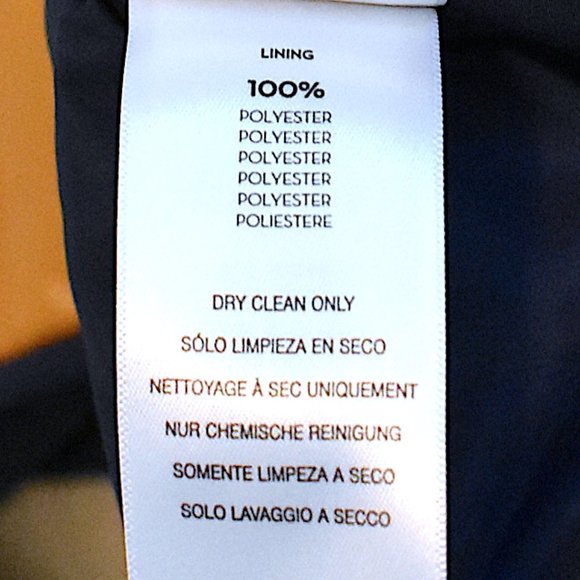 LINING
100%
POLYESTER
POLYESTER
POLYESTER
POLYESTER
POLYESTER
POLIESTERE
DRY CLEAN ONLY
SÓLO LIMPIEZA EN SECO
NETTOYAGE À SEC UNIQUEMENT
NUR CHEMISCHE REINIGUNG
SOMENTE LIMPEZA A SECO
SOLO LAVAGGIO A SECCO